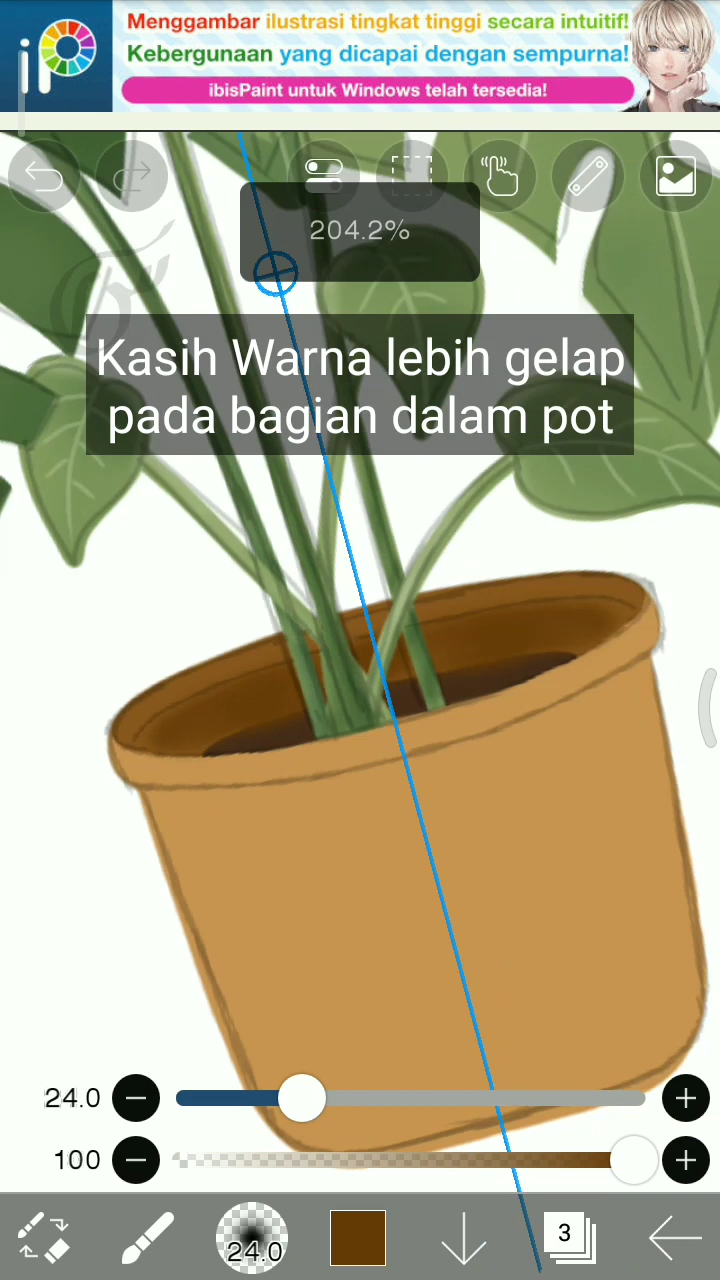 iP
Menggambar ilustrasi tingkat tinggi secara intuitif!
Kebergunaan yang dicapai dengan sempurna!
ibisPaint untuk Windows telah tersedia!
204.2%
Kasih Warna lebih gelap
pada bagian dalam pot
24.0
100
24.0
3